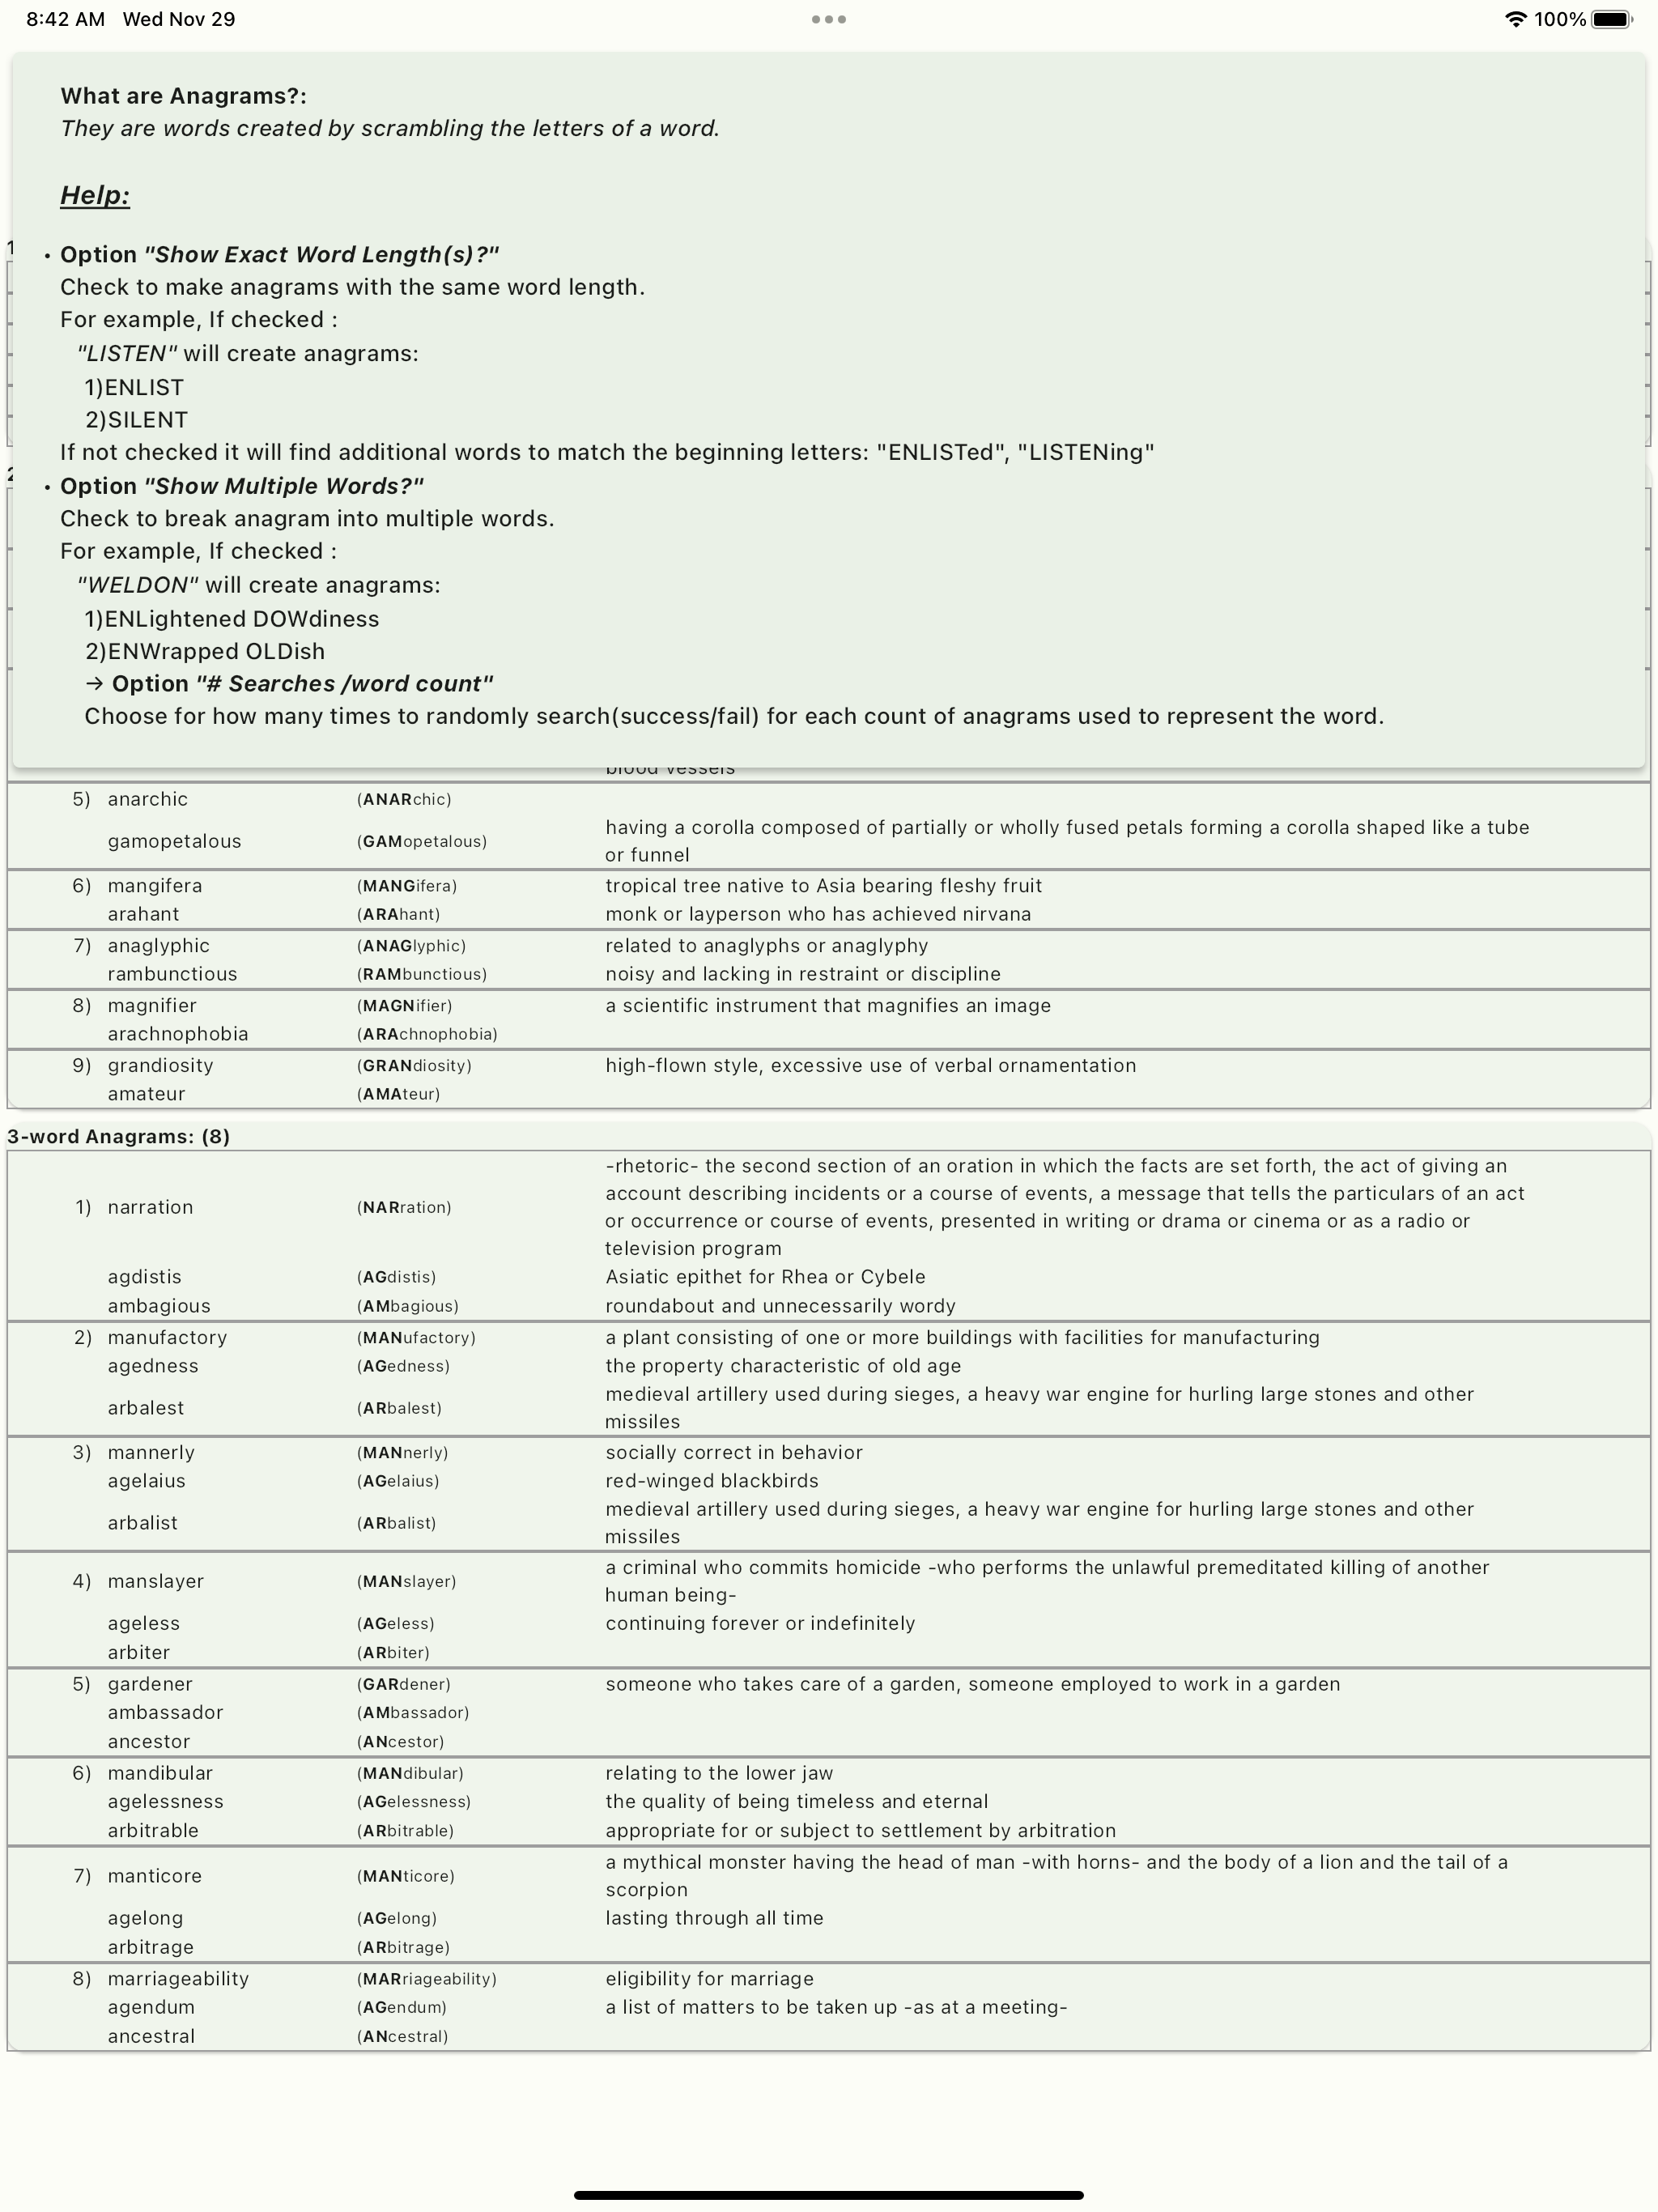 8:42 AM Wed Nov 29
100%
What are Anagrams?:
They are words created by scrambling the letters of a word.
Help:
• Option "Show Exact Word Length(s)?"
Check to make anagrams with the same word length.
For example, If checked :
"LISTEN" will create anagrams:
1)ENLIST
2)SILENT
If not checked it will find additional words to match the beginning letters: "ENLISTed", "LISTENing"
• Option "Show Multiple Words?"
Check to break anagram into multiple words.
For example, If checked :
"WELDON" will create anagrams:
1)ENLightened DOWdiness
2)ENWrapped OLDish
→ Option "# Searches /word count"
Choose for how many times to randomly search(success/fail) for each count of anagrams used to represent the word.
blood vessels
5) anarchic (ANARchic)
gamopetalous (GAMopetalous) having a corolla composed of partially or wholly fused petals forming a corolla shaped like a tube
or funnel
6) mangifera (MANGifera) tropical tree native to Asia bearing fleshy fruit
arahant (ARAhant) monk or layperson who has achieved nirvana
7) anaglyphic (ANAGlyphic) related to anaglyphs or anaglyphy
rambunctious (RAMbunctious) noisy and lacking in restraint or discipline
8) magnifier (MAGNifier) a scientific instrument that magnifies an image
arachnophobia (ARAchnophobia)
9) grandiosity (GRANdiosity) high-flown style, excessive use of verbal ornamentation
amateur (AMAteur)
3-word Anagrams: (8)
1) narration (NARration) -rhetoric- the second section of an oration in which the facts are set forth, the act of giving an
account describing incidents or a course of events, a message that tells the particulars of an act
or occurrence or course of events, presented in writing or drama or cinema or as a radio or
television program
agdistis (AGdistis) Asiatic epithet for Rhea or Cybele
ambagious (AMbagious) roundabout and unnecessarily wordy
2) manufactory (MANufactory) a plant consisting of one or more buildings with facilities for manufacturing
agedness (AGedness) the property characteristic of old age
arbalest (ARbalest) medieval artillery used during sieges, a heavy war engine for hurling large stones and other
missiles
3) mannerly (MANnerly) socially correct in behavior
agelaius (AGelaius) red-winged blackbirds
arbalist (ARbalist) medieval artillery used during sieges, a heavy war engine for hurling large stones and other
missiles
4) manslayer (MANslayer) a criminal who commits homicide -who performs the unlawful premeditated killing of another
human being-
ageless (AGeless) continuing forever or indefinitely
arbiter (ARbiter)
5) gardener (GARdener) someone who takes care of a garden, someone employed to work in a garden
ambassador (AMbassador)
ancestor (ANcestor)
6) mandibular (MANdibular) relating to the lower jaw
agelessness (AGelessness) the quality of being timeless and eternal
arbitrable (ARbitrable) appropriate for or subject to settlement by arbitration
7) manticore (MANticore) a mythical monster having the head of man -with horns- and the body of a lion and the tail of a
scorpion
agelong (AGelong) lasting through all time
arbitrage (ARbitrage)
8) marriageability (MARriageability) eligibility for marriage
agendum (AGendum) a list of matters to be taken up -as at a meeting-
ancestral (ANcestral)